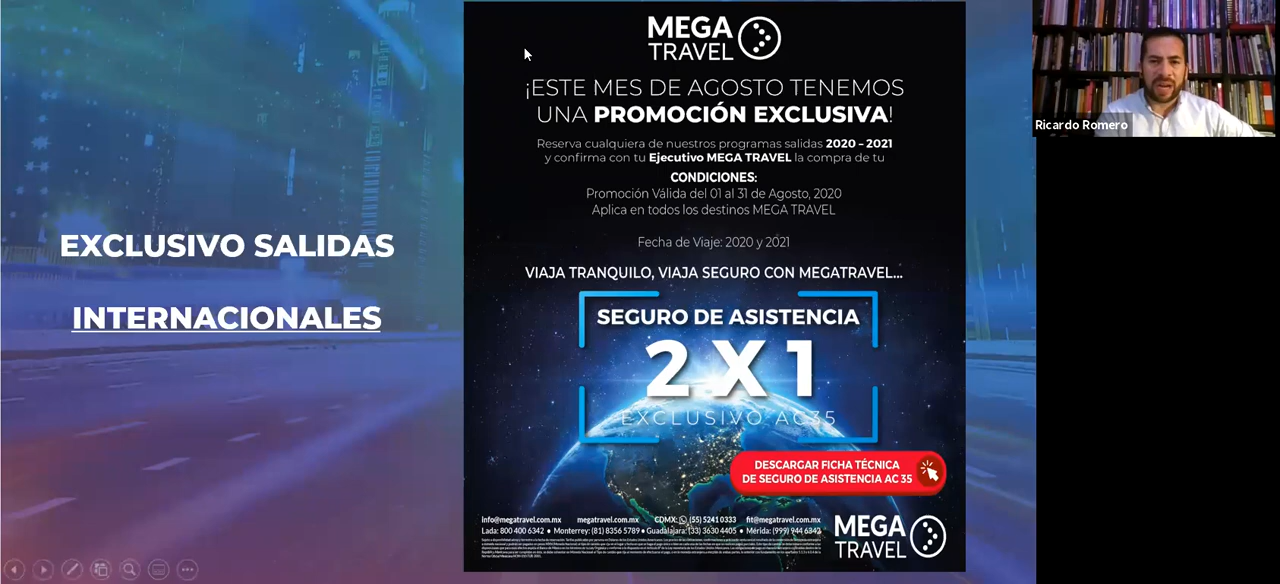 EXCLUSIVO SALIDAS
INTERNACIONALES
MEGA
TRAVEL
¡ESTE MES DE AGOSTO TENEMOS
UNA PROMOCIÓN EXCLUSIVA!
Reserva cualquiera de nuestros programas salidas 2020 - 2021
y confirma con tu Ejecutivo MEGA TRAVEL la compra de tu
CONDICIONES:
Promoción Válida del 01 al 31 de Agosto, 2020
Aplica en todos los destinos MEGA TRAVEL
Fecha de Viaje: 2020 y 2021
VIAJA TRANQUILO, VIAJA SEGURO CON MEGATRAVEL...
SEGURO DE ASISTENCIA
2 X 1
EXCLUSIVO AC35
DESCARGAR FICHA TÉCNICA
DE SEGURO DE ASISTENCIA AC 35
info@megatravel.com.mx megatravel.com.mx CDMX: (55) 5241 0333 fit@megatravel.com.mx
Lada: 800 400 6342 • Monterrey: (81) 8356 5789 • Guadalajara: (33) 3630 4405 • Mérida: (999) 944 6842
MEGA
TRAVEL
Ricardo Romero